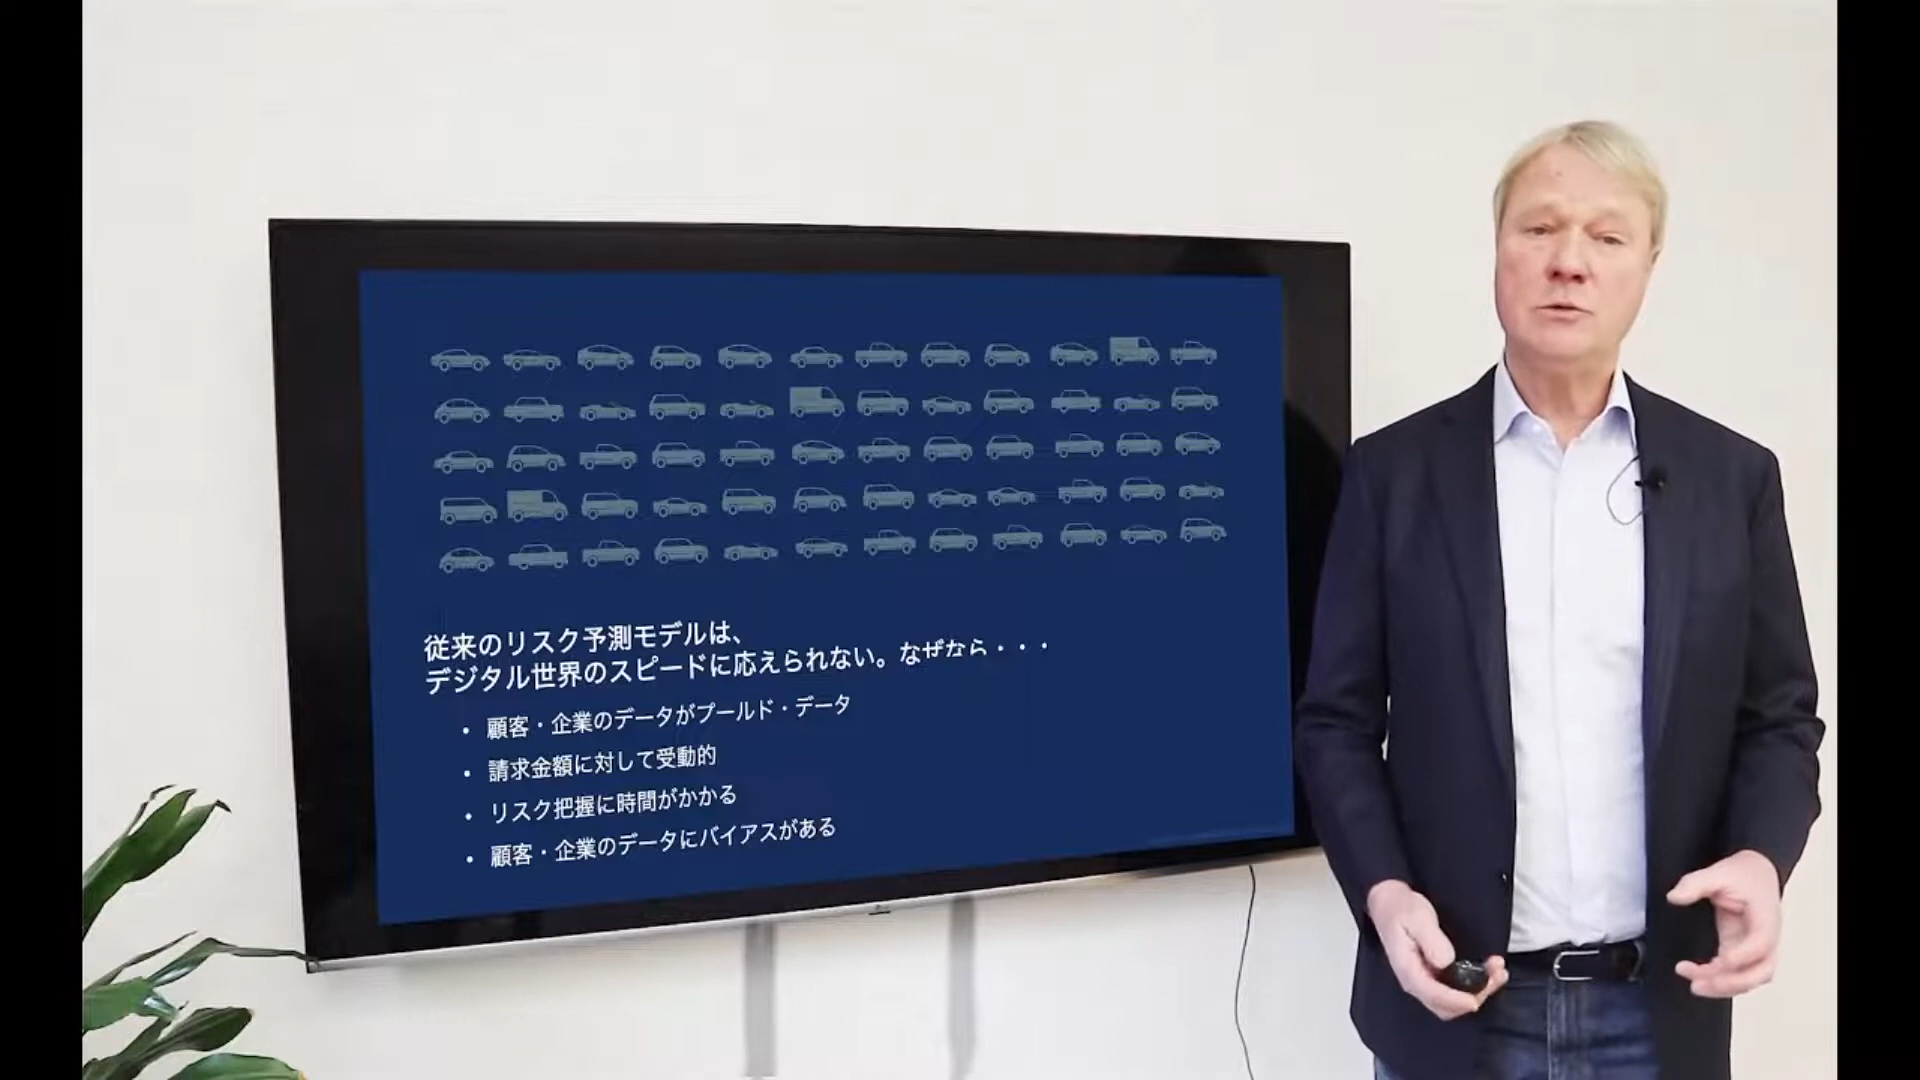 従来のリスク予測モデルは、
デジタル世界のスピードに応えられない。なぜなら・・・
• 顧客・企業のデータがプールド・データ
• 請求金額に対して受動的
• リスク把握に時間がかかる
• 顧客・企業のデータにバイアスがある